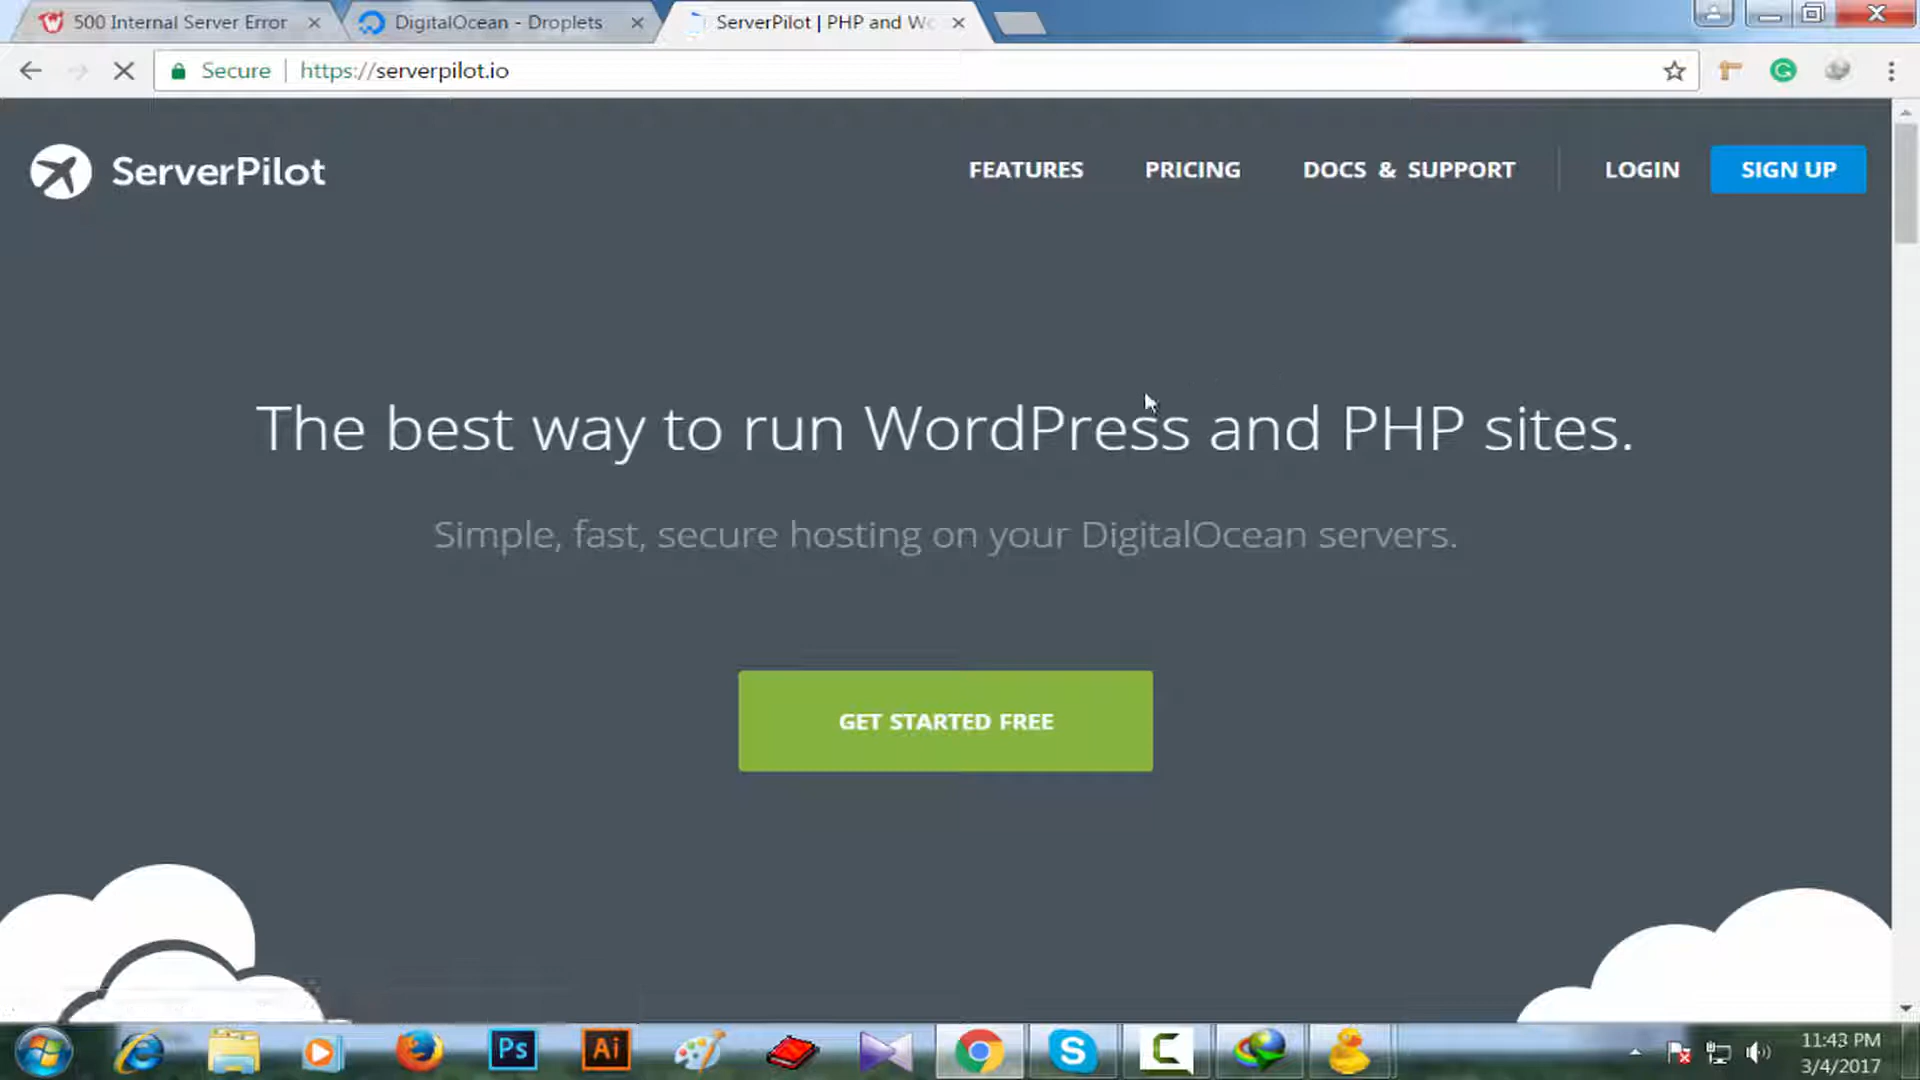 500 Internal Server Error
DigitalOcean - Droplets
ServerPilot | PHP and Wo
Secure
https://serverpilot.io
ServerPilot
FEATURES
PRICING
DOCS & SUPPORT
LOGIN
SIGN UP
The best way to run WordPress and PHP sites.
Simple, fast, secure hosting on your DigitalOcean servers.
GET STARTED FREE
Ps
Ai
11:43 PM
3/4/2017